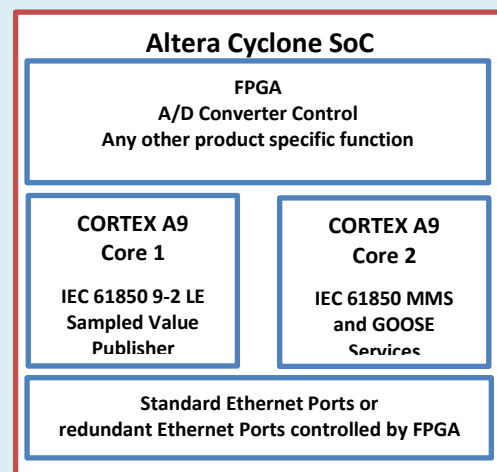 Altera Cyclone SoC
FPGA
A/D Converter Control
Any other product specific function
CORTEX A9
Core 1
IEC 61850 9-2 LE
Sampled Value
Publisher
CORTEX A9
Core 2
IEC 61850 MMS
and GOOSE
Services
Standard Ethernet Ports or
redundant Ethernet Ports controlled by FPGA